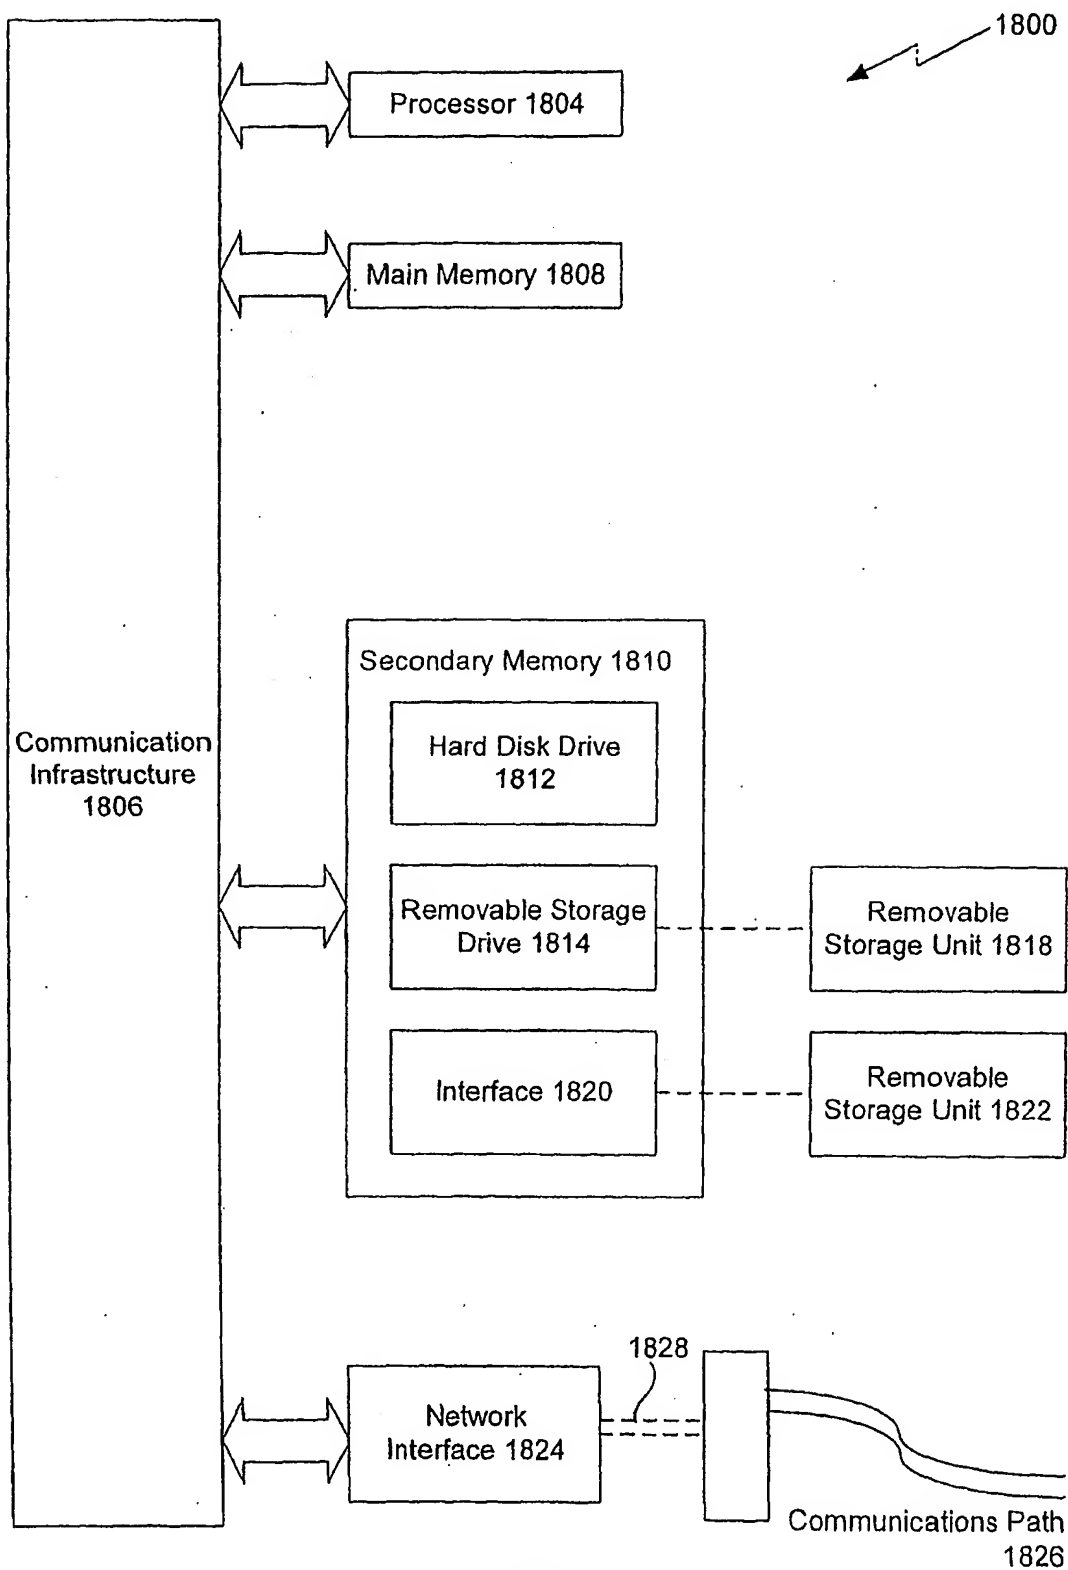 1800
Processor 1804
Main Memory 1808
Communication
Infrastructure
1806
Secondary Memory 1810
Hard Disk Drive
1812
Removable Storage
Drive 1814
Removable
Storage Unit 1818
Interface 1820
Removable
Storage Unit 1822
1828
Network
Interface 1824
Communications Path
1826